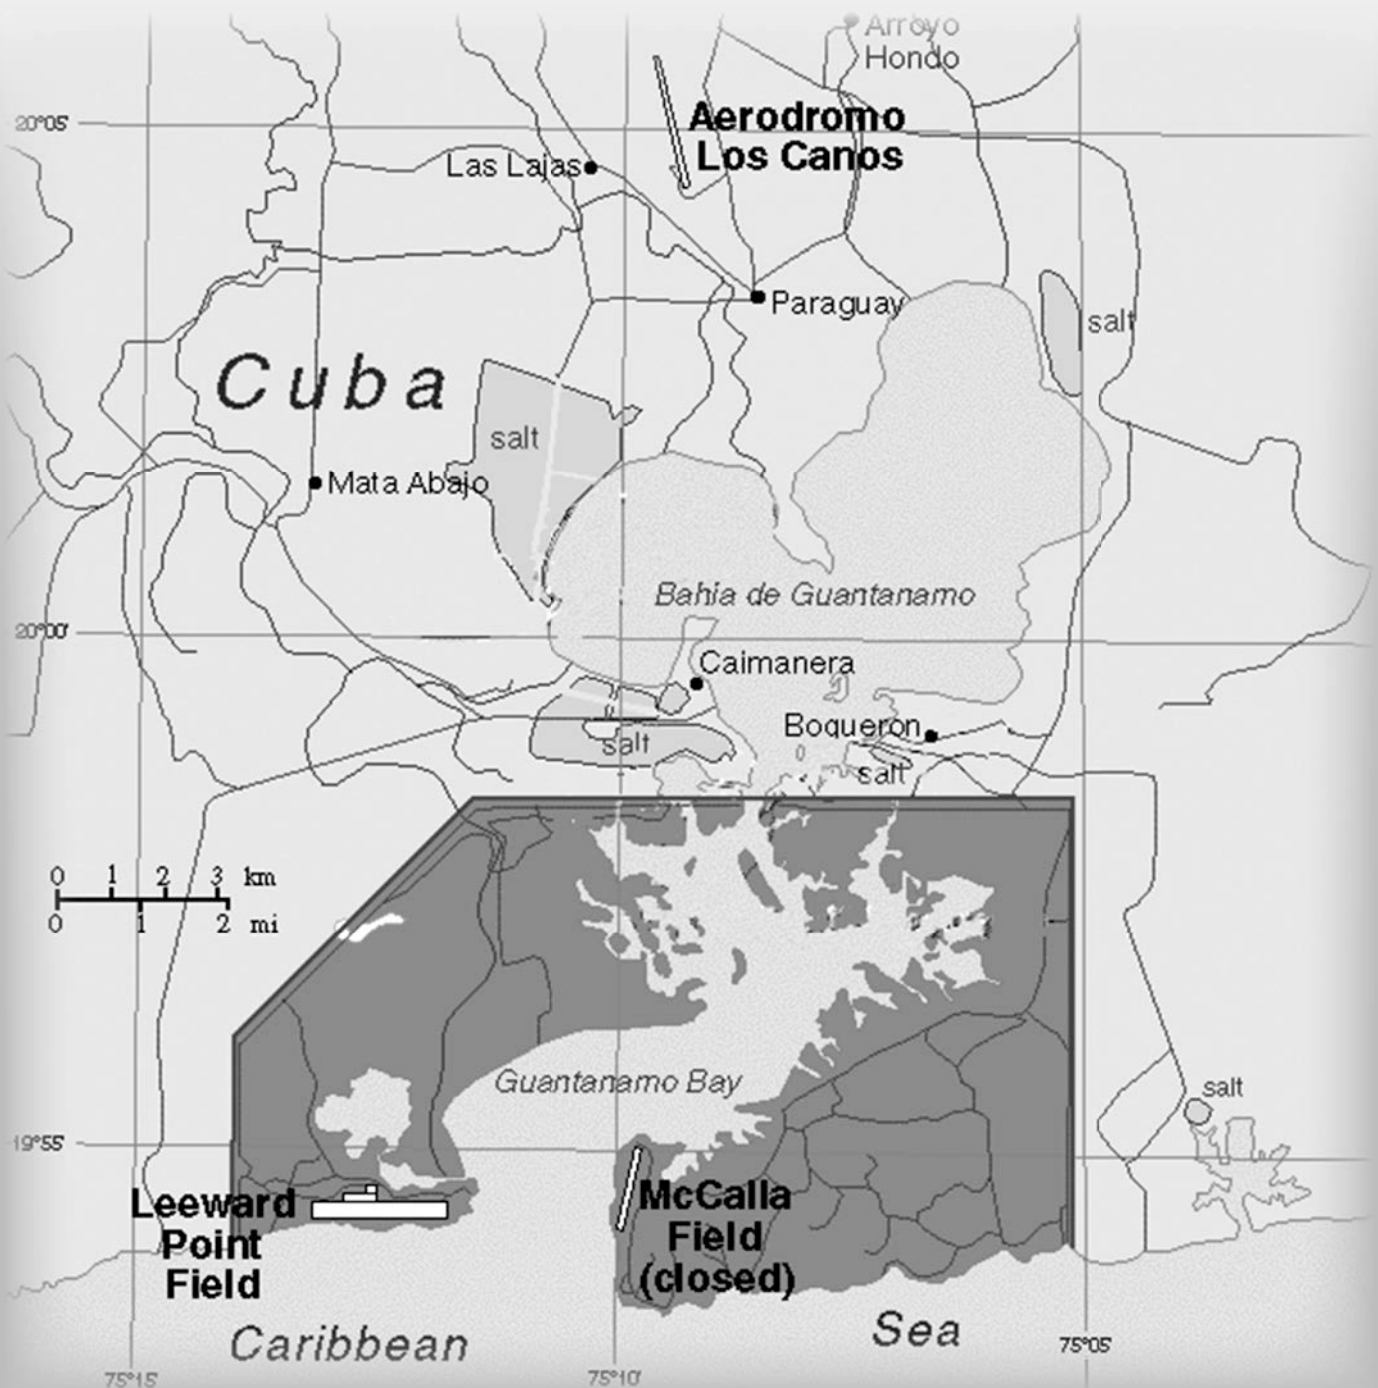 Arroyo
Hondo
20°05'
Aerodromo
Los Canos
Las Lajas
Paraguay
salt
Cuba
salt
Mata Abajo
Bahia de Guantanamo
20°00'
Caimanera
Boqueron
salt
salt
0 1 2 3 km
0 1 2 mi
Guantanamo Bay
salt
19°55
Leeward
Point
Field
McCalla
Field
(closed)
Caribbean
Sea
75°05'
75°15'
75°10'